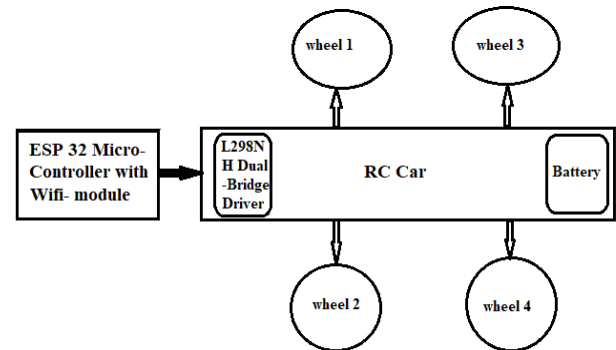 wheel 1
wheel 3
ESP 32 Micro-
Controller with
Wifi- module
L298N
H Dual
-Bridge
Driver
RC Car
Battery
wheel 2
wheel 4